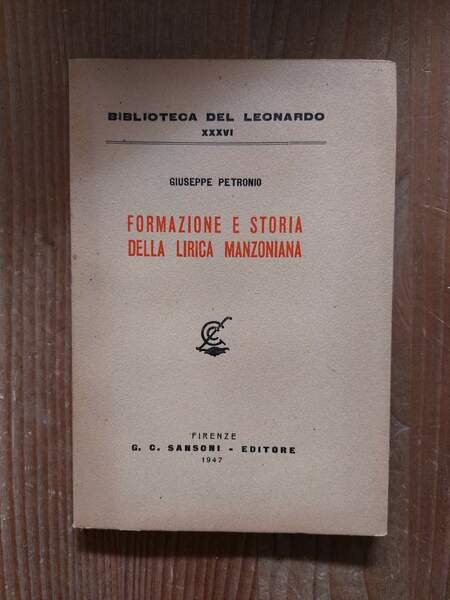 BIBLIOTECA DEL LEONARDO
XXXVI
GIUSEPPE PETRONIO
FORMAZIONE E STORIA
DELLA LIRICA MANZONIANA
FIRENZE
G. C. SANSONI - EDITORE
1947